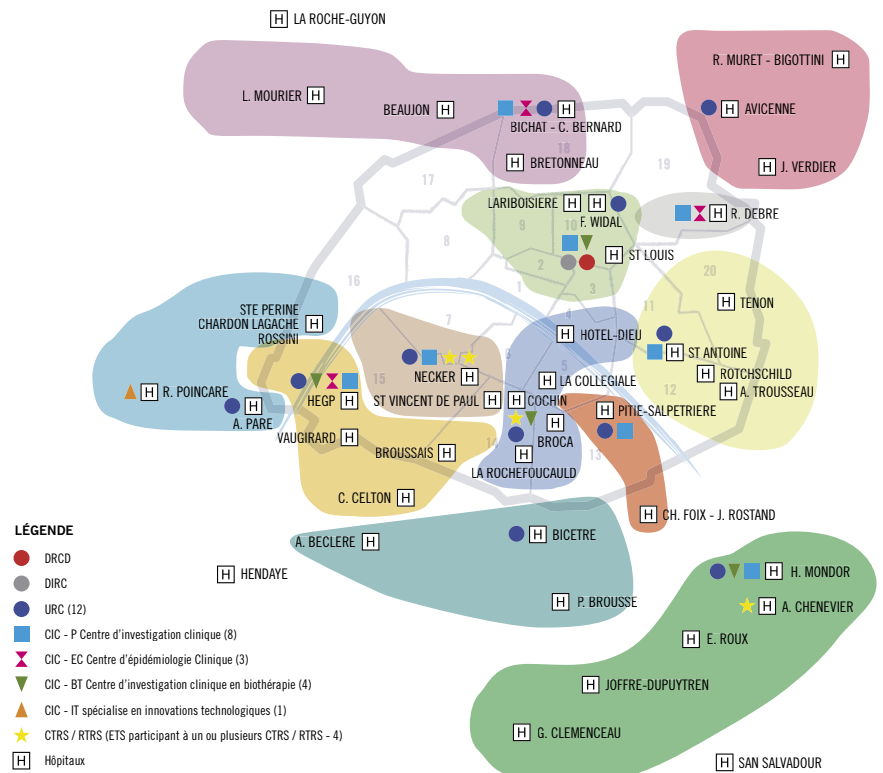 H LA ROCHE-GUYON
R. MURET - BIGOTTINI H
L. MOURIER H
BEAUJON H
H
BICHAT - C. BERNARD
H AVICENNE
18
H BRETONNEAU
19
H J. VERDIER
17
LARIBOISIERE H H
F. WIDAL
H R. DEBRE
9
10
8
H ST LOUIS
2
20
16
1
3
H TENON
STE PERINE
CHARDON LAGACHE H
ROSSINI
11
4
7
H HOTEL-DIEU
H ST ANTOINE
6
5
15
NECKER H
H ROTCHSCHILD
H LA COLLEGIALE
12
H A. TROUSSEAU
H R. POINCARE
HEGP H
ST VINCENT DE PAUL H
H COCHIN
H PITIE-SALPETRIERE
H
A. PARE
H
BROCA
VAUGIRARD H
14
13
BROUSSAIS H
H
LA ROCHEFOUCAULD
C. CELTON H
H CH. FOIX - J. ROSTAND
A. BECLERE H
H BICETRE
H HENDAYE
H H. MONDOR
P. BROUSSE
H
H A. CHENEVIER
H E. ROUX
H JOFFRE-DUPUYTREN
H G. CLEMENCEAU
H SAN SALVADOUR
LÉGENDE
DRCD
DIRC
URC (12)
CIC - P Centre d'investigation clinique (8)
CIC - EC Centre d'épidémiologie Clinique (3)
CIC - BT Centre d'investigation clinique en biothérapie (4)
CIC - IT spécialise en innovations technologiques (1)
CTRS / RTRS (ETS participant à un ou plusieurs CTRS / RTRS - 4)
H Hôpitaux